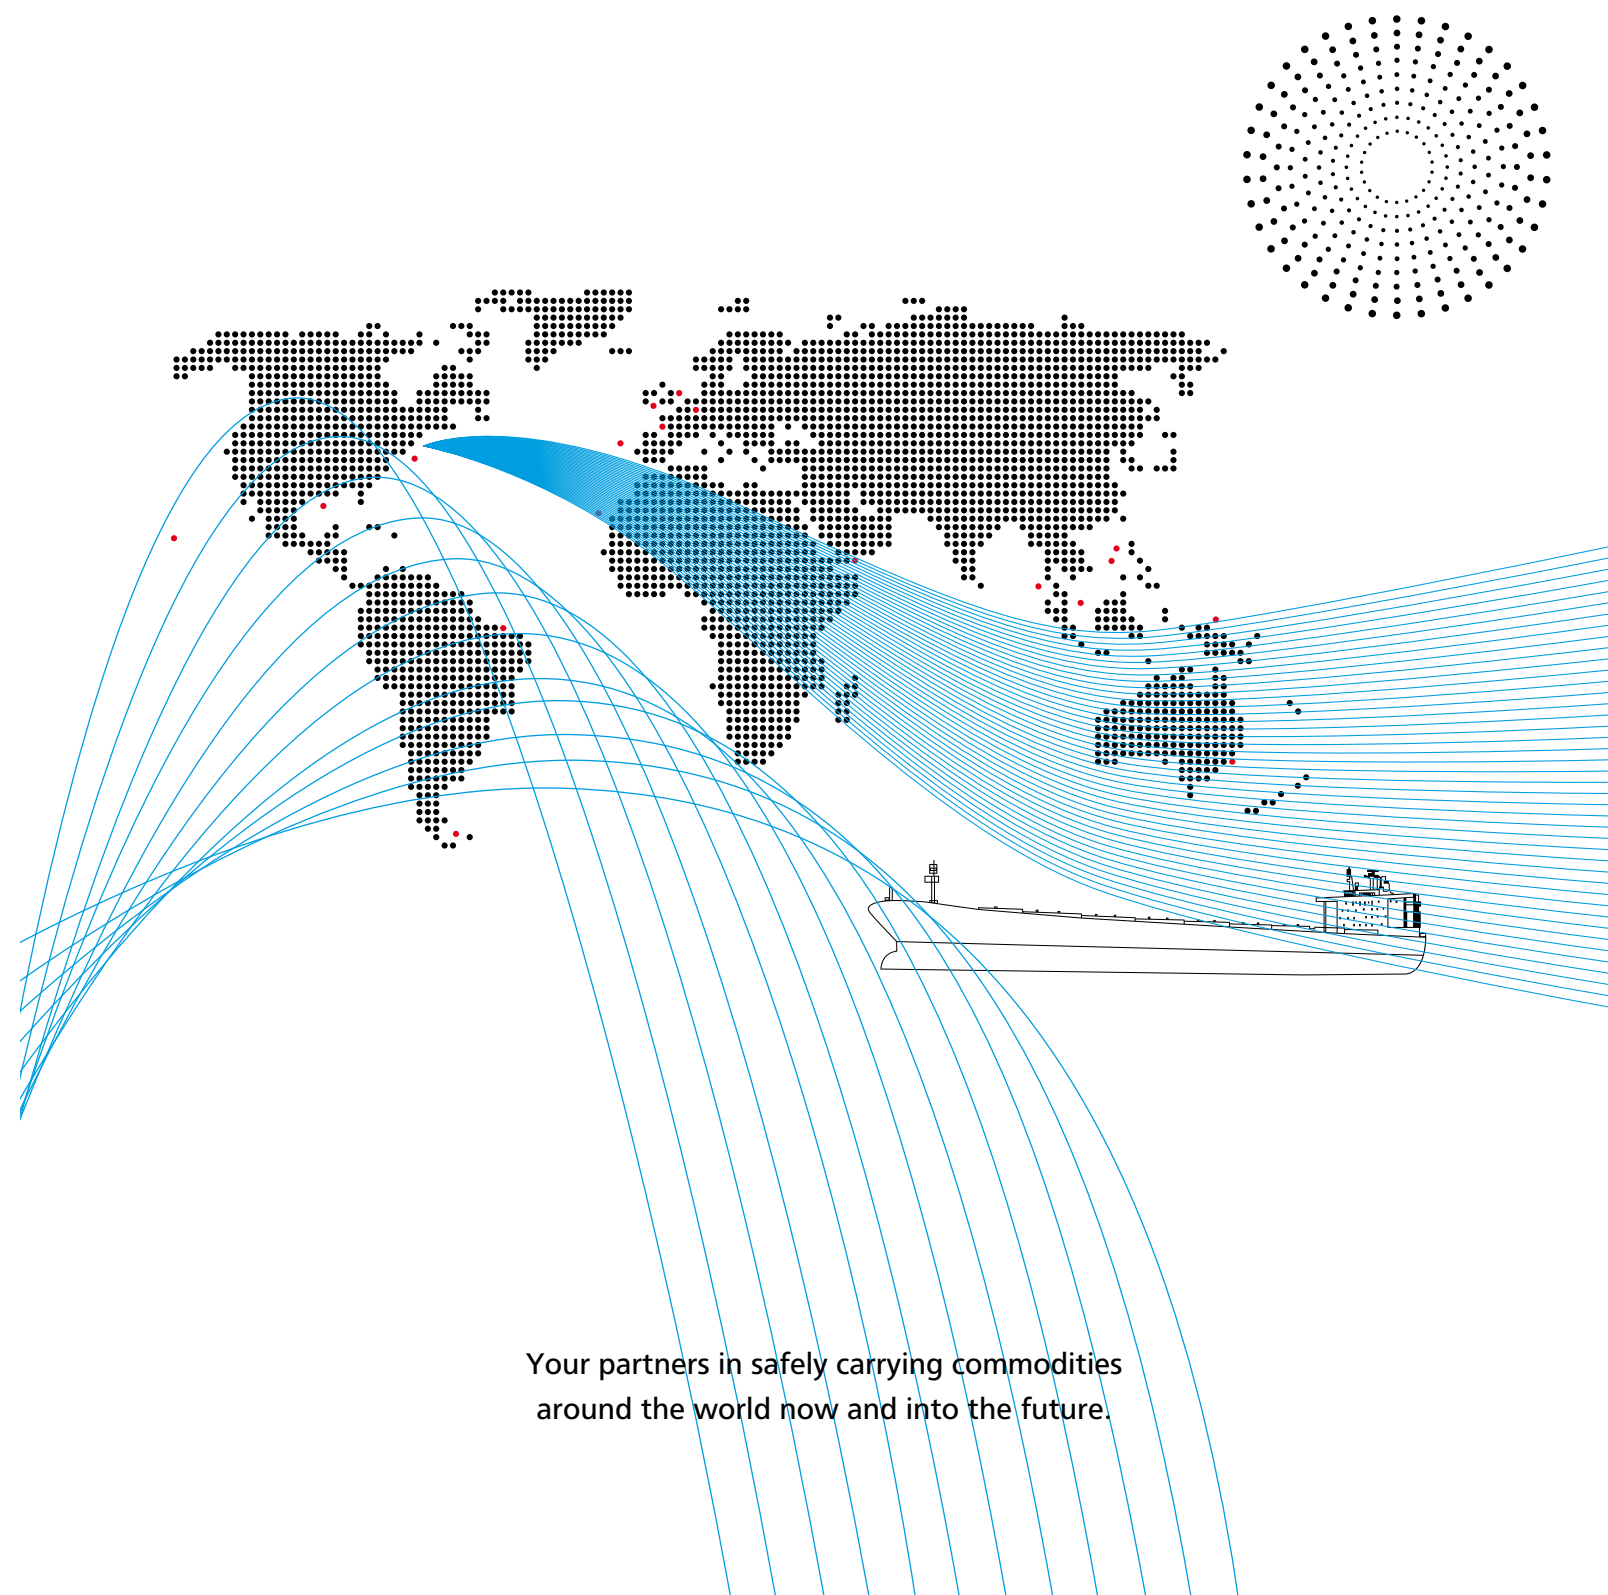 Your partners in safely carrying commodities
around the world now and into the future.